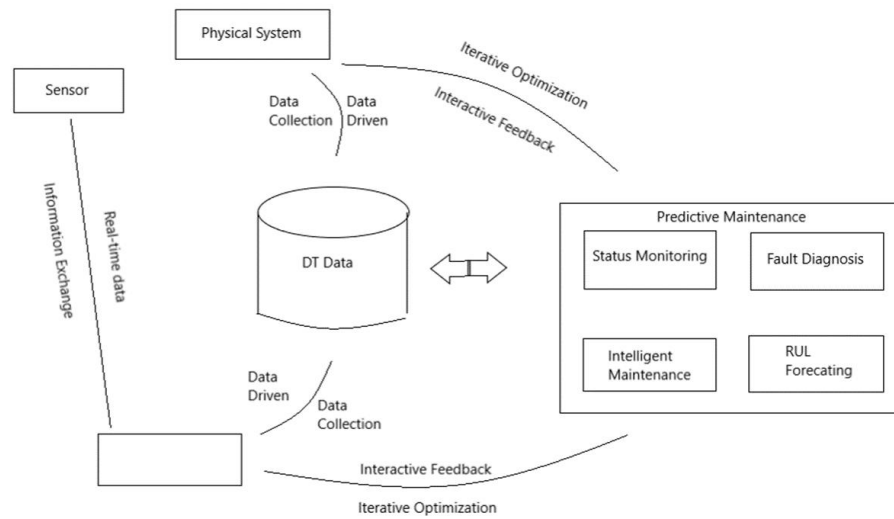 Physical System
Sensor
Iterative Optimization
Interactive Feedback
Data
Collection
Data
Driven
Information Exchange
Real-time data
DT Data
Predictive Maintenance
Status Monitoring
Fault Diagnosis
Intelligent
Maintenance
RUL
Forecating
Data
Driven
Data
Collection
Interactive Feedback
Iterative Optimization